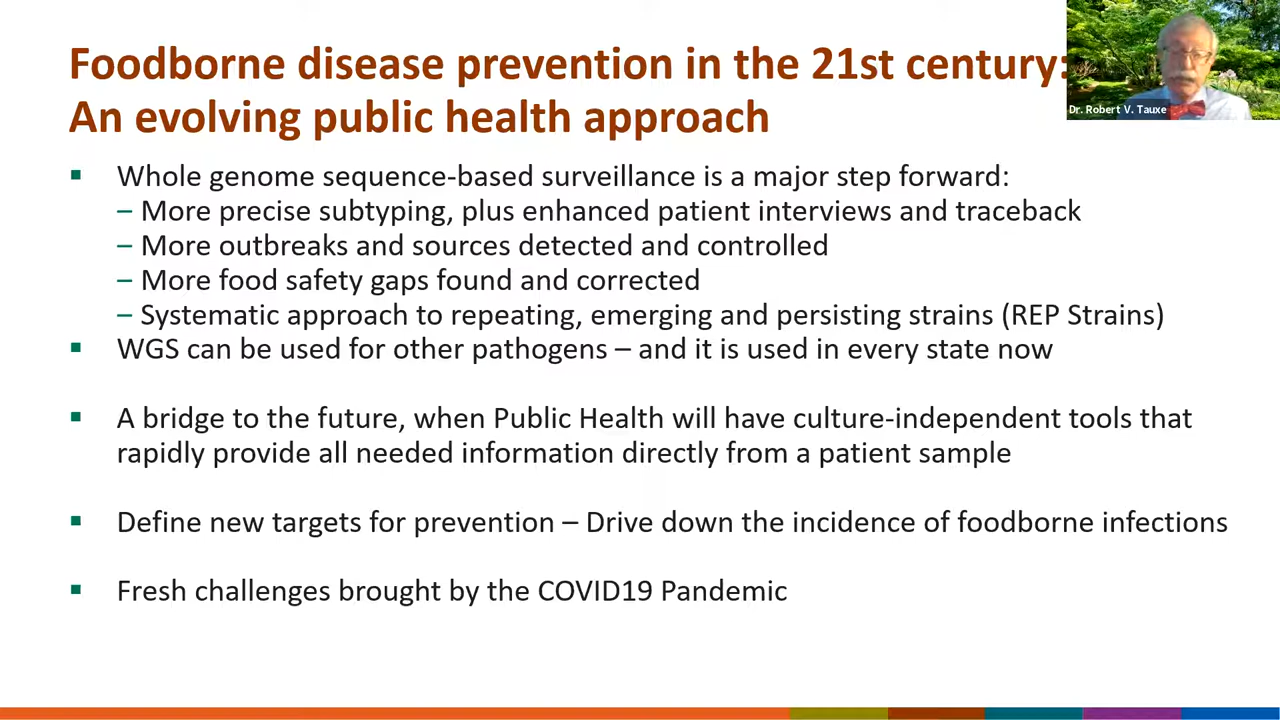 Foodborne disease prevention in the 21st century:
An evolving public health approach
Dr. Robert V. Tauxe
▪ Whole genome sequence-based surveillance is a major step forward:
– More precise subtyping, plus enhanced patient interviews and traceback
– More outbreaks and sources detected and controlled
– More food safety gaps found and corrected
– Systematic approach to repeating, emerging and persisting strains (REP Strains)
▪ WGS can be used for other pathogens – and it is used in every state now
▪ A bridge to the future, when Public Health will have culture-independent tools that
rapidly provide all needed information directly from a patient sample
▪ Define new targets for prevention – Drive down the incidence of foodborne infections
▪ Fresh challenges brought by the COVID19 Pandemic